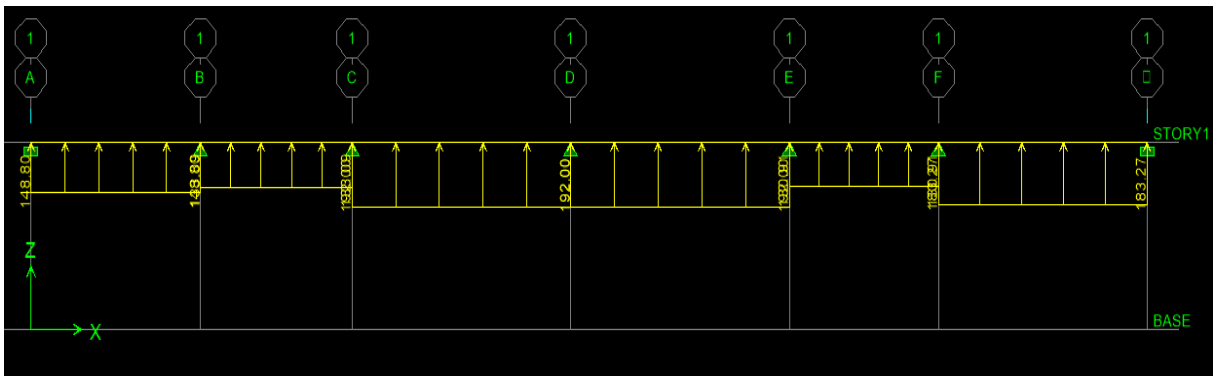 1 1 1 1 1 1 1
A B C D E F
STORY1
148.80
192.00
183.27
Z
X
BASE